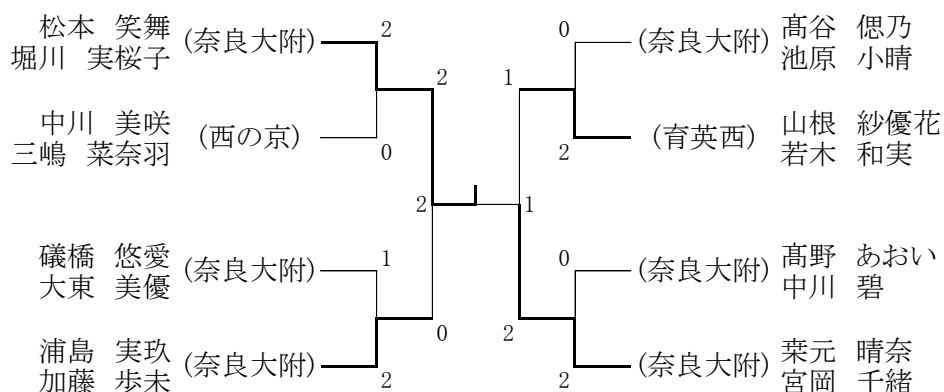 松本 笑舞
堀川 実桜子
(奈良大附)
2
2
中川 美咲
三嶋 菜奈羽
(西の京)
0
2
礒橋 悠愛
大東 美優
(奈良大附)
1
0
浦島 実玖
加藤 歩未
(奈良大附)
2
0
(奈良大附)
髙谷 偲乃
池原 小晴
1
2
(育英西)
山根 紗優花
若木 和実
1
0
(奈良大附)
髙野 あおい
中川 碧
2
2
(奈良大附)
桒元 晴奈
宮岡 千緒